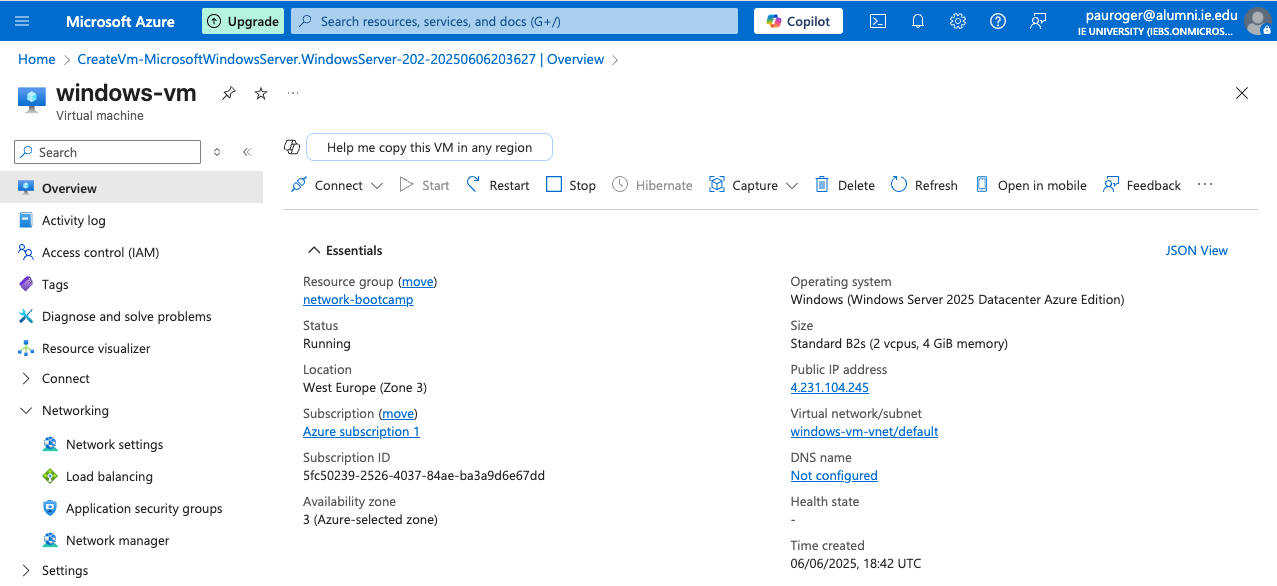 Microsoft Azure
Upgrade
Search resources, services, and docs (G+/)
Copilot
pauroger@alumni.ie.edu
IE UNIVERSITY (IEBS.ONMICROS...
Home > CreateVm-MicrosoftWindowsServer.WindowsServer-202-20250606203627 | Overview >
windows-vm
...
Virtual machine
Search
Help me copy this VM in any region
Connect Start Restart Stop Hibernate Capture Delete Refresh Open in mobile Feedback ...
Overview
Activity log
Access control (IAM)
Tags
Diagnose and solve problems
Resource visualizer
Connect
Networking
Network settings
Load balancing
Application security groups
Network manager
Settings
Essentials
JSON View
Resource group (move)
network-bootcamp
Status
Running
Location
West Europe (Zone 3)
Subscription (move)
Azure subscription 1
Subscription ID
5fc50239-2526-4037-84ae-ba3a9d6e67dd
Availability zone
3 (Azure-selected zone)
Operating system
Windows (Windows Server 2025 Datacenter Azure Edition)
Size
Standard B2s (2 vcpus, 4 GiB memory)
Public IP address
4.231.104.245
Virtual network/subnet
windows-vm-vnet/default
DNS name
Not configured
Health state
-
Time created
06/06/2025, 18:42 UTC